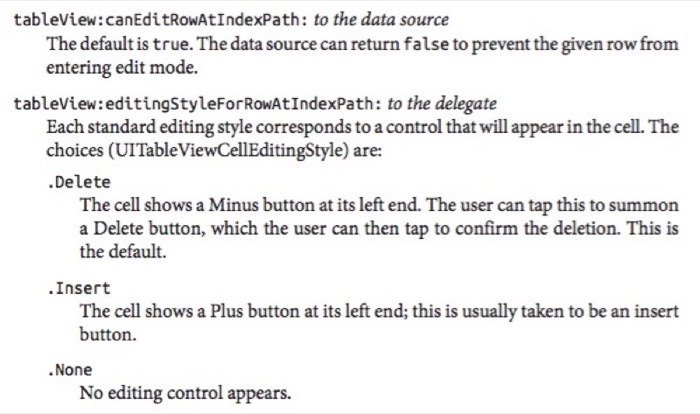 tableView:canEditRowAtIndexPath: to the data source
The default is true. The data source can return false to prevent the given row from
entering edit mode.
tableView:editingStyleForRowAtIndexPath: to the delegate
Each standard editing style corresponds to a control that will appear in the cell. The
choices (UITableViewCellEditingStyle) are:
.Delete
The cell shows a Minus button at its left end. The user can tap this to summon
a Delete button, which the user can then tap to confirm the deletion. This is
the default.
.Insert
The cell shows a Plus button at its left end; this is usually taken to be an insert
button.
.None
No editing control appears.